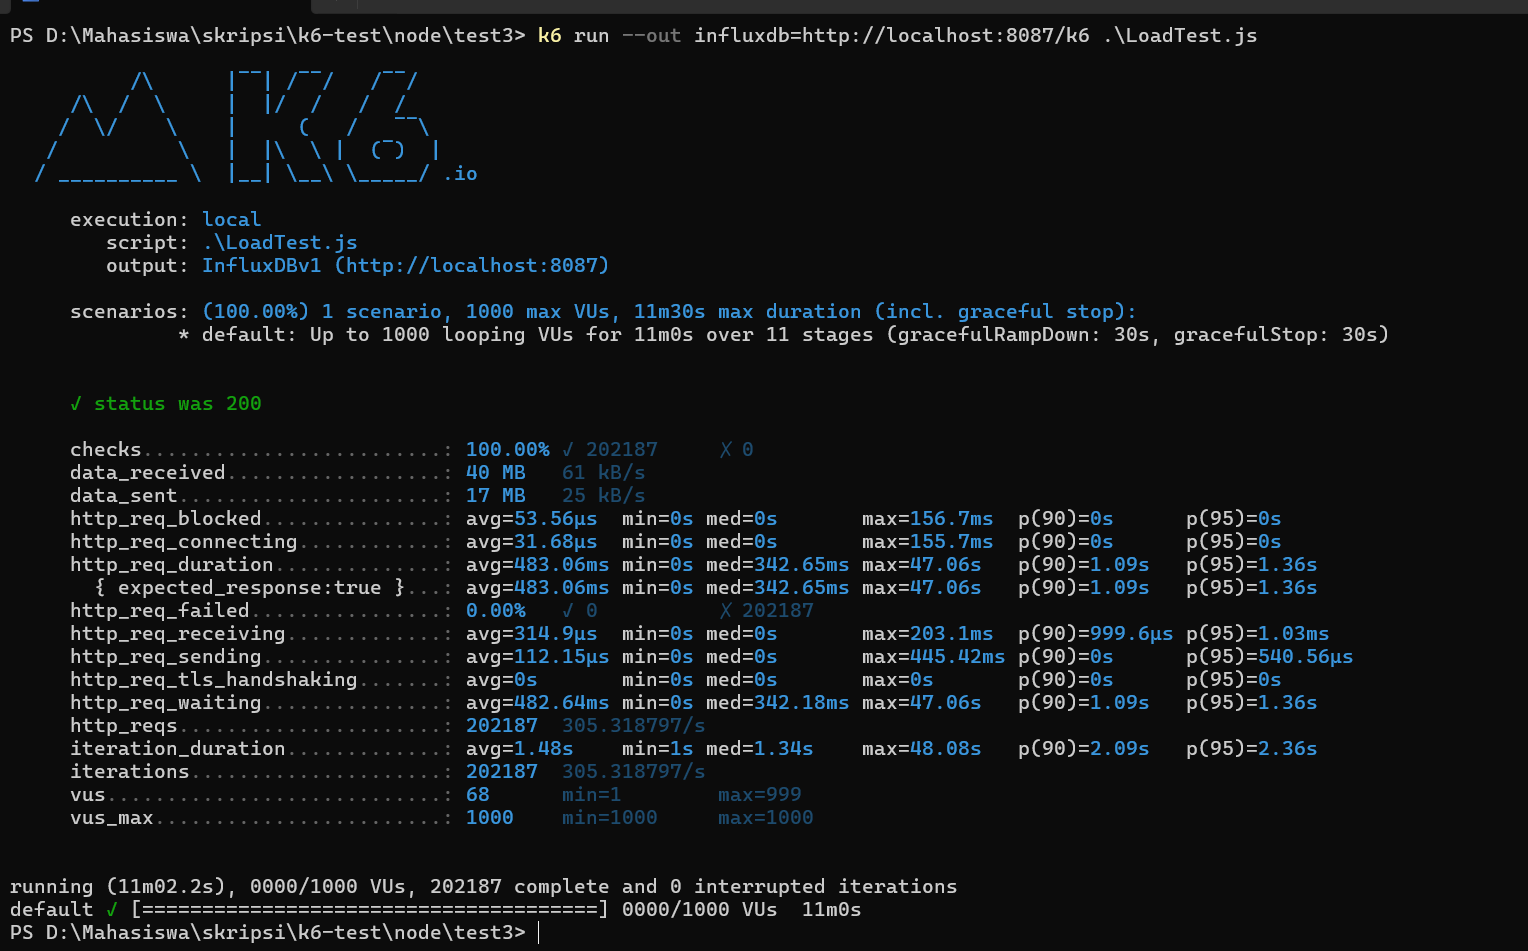 PS D:\Mahasiswa\skripsi\k6-test\node\test3> k6 run --out influxdb=http://localhost:8087/k6 .\LoadTest.js
.io
execution: local
script: .\LoadTest.js
output: InfluxDBv1 (http://localhost:8087)
scenarios: (100.00%) 1 scenario, 1000 max VUs, 11m30s max duration (incl. graceful stop):
* default: Up to 1000 looping VUs for 11m0s over 11 stages (gracefulRampDown: 30s, gracefulStop: 30s)
✓ status was 200
checks.........................: 100.00% ✓ 202187 ✗ 0
data_received..................: 40 MB 61 kB/s
data_sent......................: 17 MB 25 kB/s
http_req_blocked...............: avg=53.56µs min=0s med=0s max=156.7ms p(90)=0s p(95)=0s
http_req_connecting............: avg=31.68µs min=0s med=0s max=155.7ms p(90)=0s p(95)=0s
http_req_duration..............: avg=483.06ms min=0s med=342.65ms max=47.06s p(90)=1.09s p(95)=1.36s
{ expected_response:true }...: avg=483.06ms min=0s med=342.65ms max=47.06s p(90)=1.09s p(95)=1.36s
http_req_failed................: 0.00% ✓ 0 ✗ 202187
http_req_receiving.............: avg=314.9µs min=0s med=0s max=203.1ms p(90)=999.6µs p(95)=1.03ms
http_req_sending...............: avg=112.15µs min=0s med=0s max=445.42ms p(90)=0s p(95)=540.56µs
http_req_tls_handshaking.......: avg=0s min=0s med=0s max=0s p(90)=0s p(95)=0s
http_req_waiting...............: avg=482.64ms min=0s med=342.18ms max=47.06s p(90)=1.09s p(95)=1.36s
http_reqs......................: 202187 305.318797/s
iteration_duration.............: avg=1.48s min=1s med=1.34s max=48.08s p(90)=2.09s p(95)=2.36s
iterations.....................: 202187 305.318797/s
vus............................: 68 min=1 max=999
vus_max........................: 1000 min=1000 max=1000
running (11m02.2s), 0000/1000 VUs, 202187 complete and 0 interrupted iterations
default ✓ [======================================] 0000/1000 VUs 11m0s
PS D:\Mahasiswa\skripsi\k6-test\node\test3>